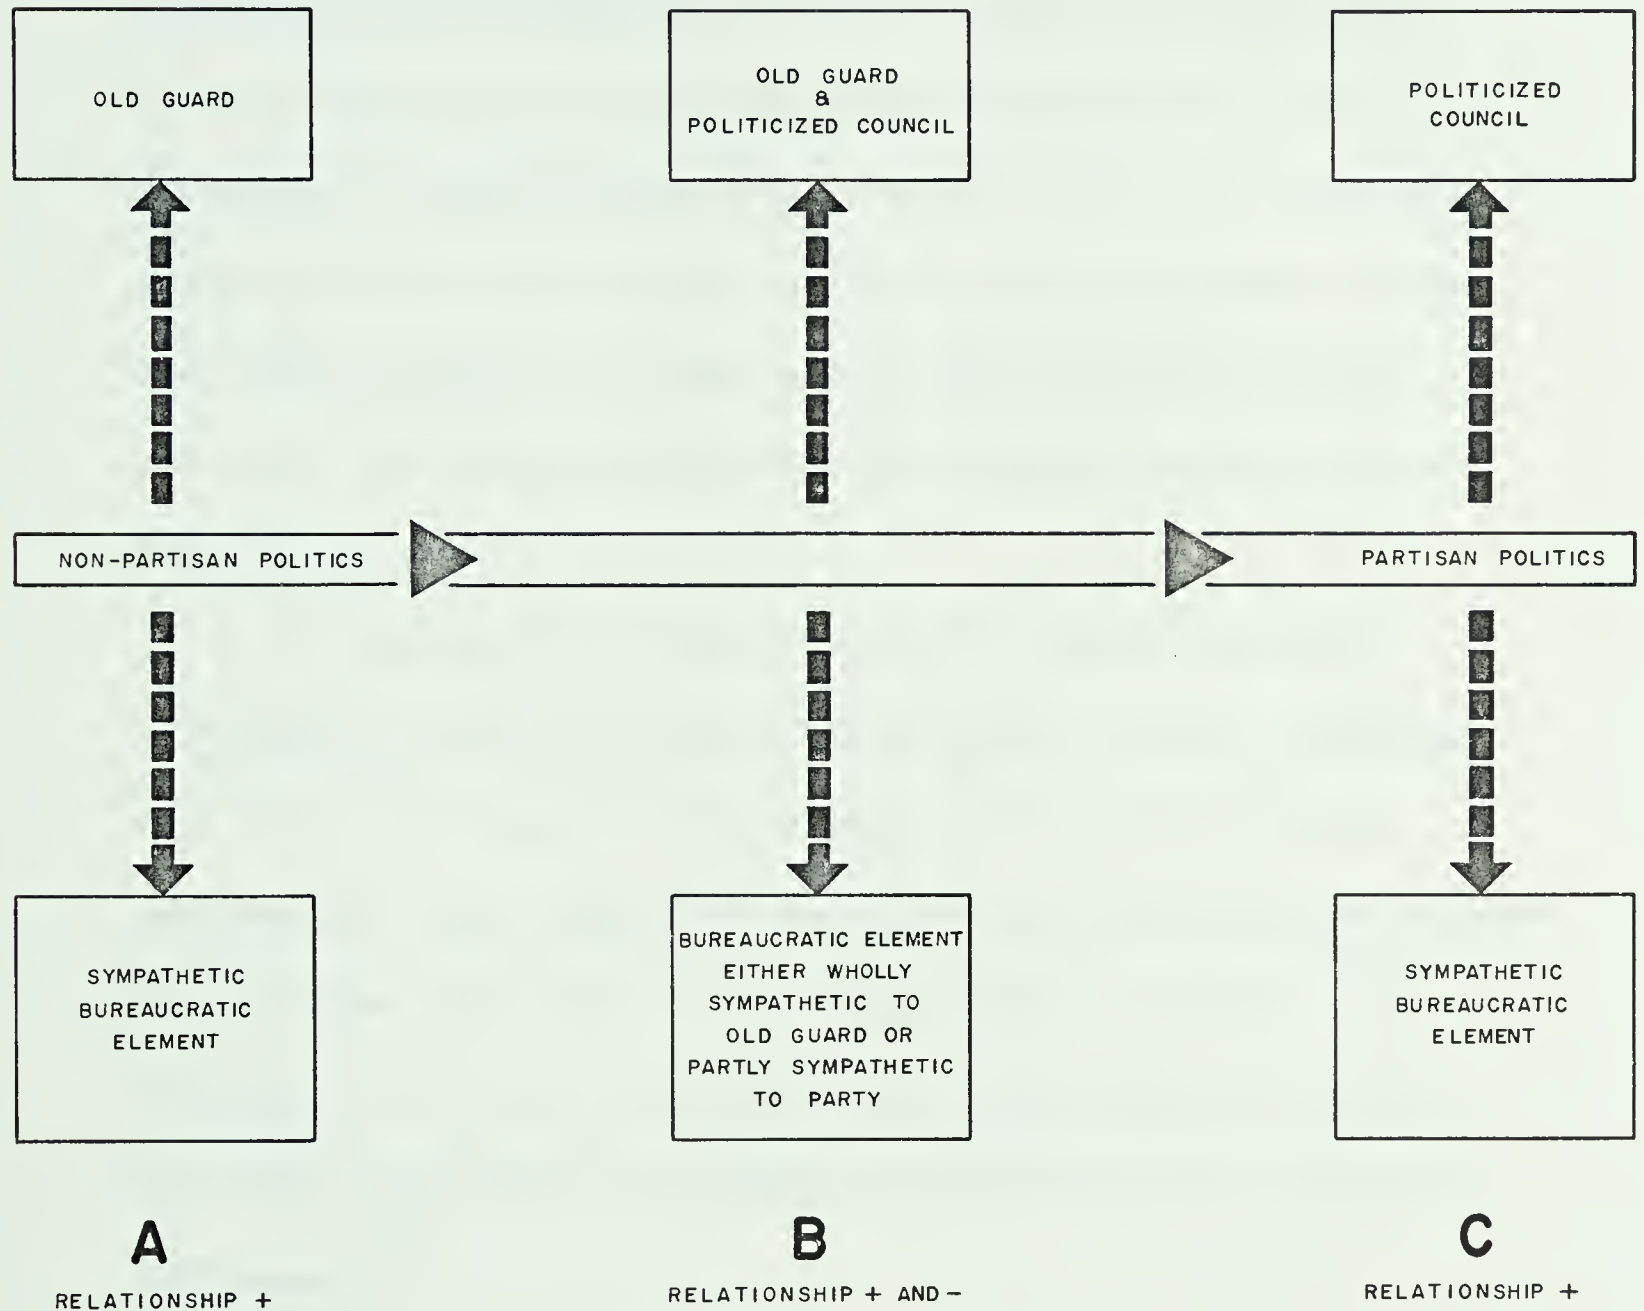 OLD GUARD
OLD GUARD
&
POLITICIZED COUNCIL
POLITICIZED
COUNCIL
NON-PARTISAN POLITICS
PARTISAN POLITICS
SYMPATHETIC
BUREAUCRATIC
ELEMENT
BUREAUCRATIC ELEMENT
EITHER WHOLLY
SYMPATHETIC TO
OLD GUARD OR
PARTLY SYMPATHETIC
TO PARTY
SYMPATHETIC
BUREAUCRATIC
ELEMENT
A
RELATIONSHIP +
B
RELATIONSHIP + AND -
C
RELATIONSHIP +